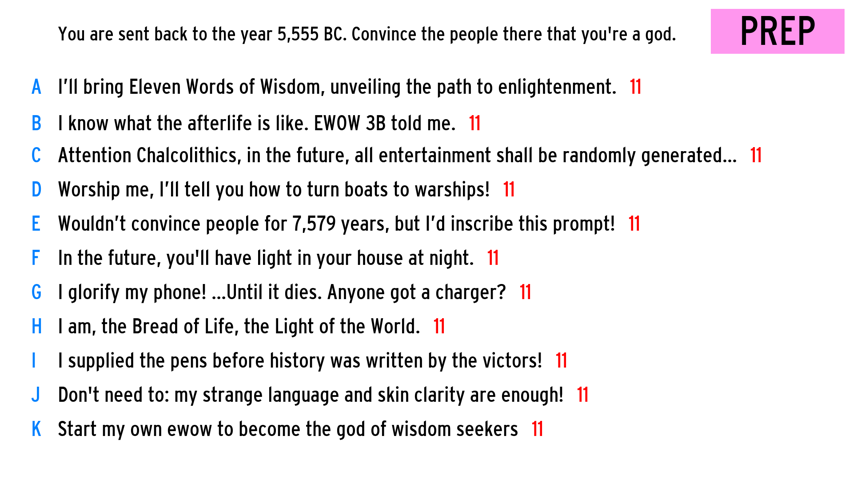 You are sent back to the year 5,555 BC. Convince the people there that you're a god.
PREP
A I’ll bring Eleven Words of Wisdom, unveiling the path to enlightenment. 11
B I know what the afterlife is like. EWOW 3B told me. 11
C Attention Chalcolithics, in the future, all entertainment shall be randomly generated... 11
D Worship me, I’ll tell you how to turn boats to warships! 11
E Wouldn’t convince people for 7,579 years, but I’d inscribe this prompt! 11
F In the future, you'll have light in your house at night. 11
G I glorify my phone! ...Until it dies. Anyone got a charger? 11
H I am, the Bread of Life, the Light of the World. 11
I I supplied the pens before history was written by the victors! 11
J Don't need to: my strange language and skin clarity are enough! 11
K Start my own ewow to become the god of wisdom seekers 11